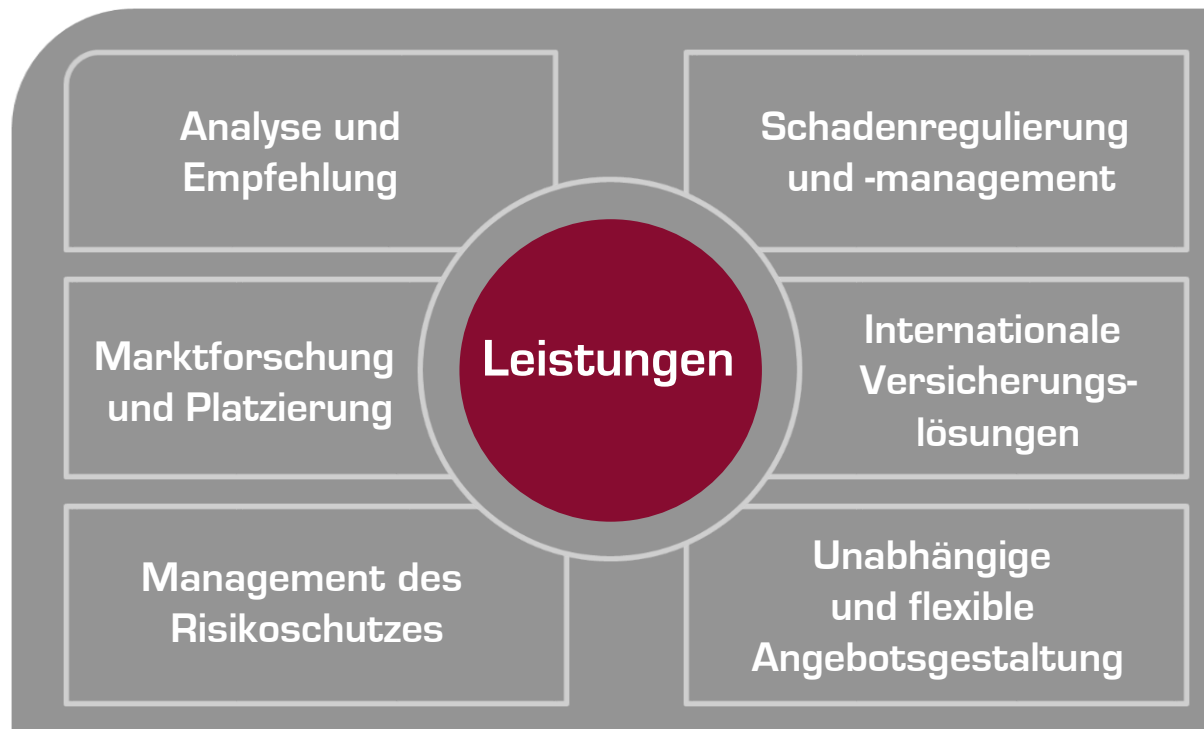 Analyse und
Empfehlung
Schadenregulierung
und -management
Marktforschung
und Platzierung
Leistungen
Internationale
Versicherungs-
lösungen
Management des
Risikoschutzes
Unabhängige
und flexible
Angebotsgestaltung